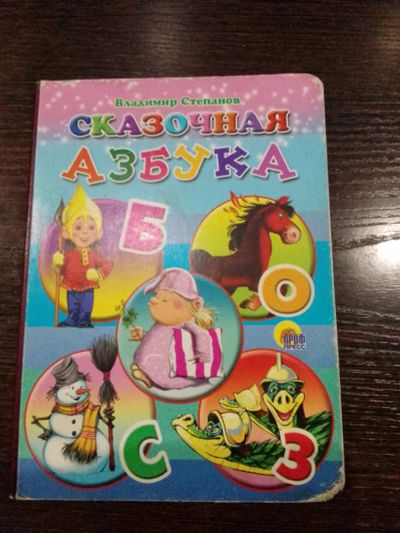 Владимир Степанов
СКАЗОЧНАЯ
АЗБУКА
Б
О
ПРОФ
ПРЕСС
С
З